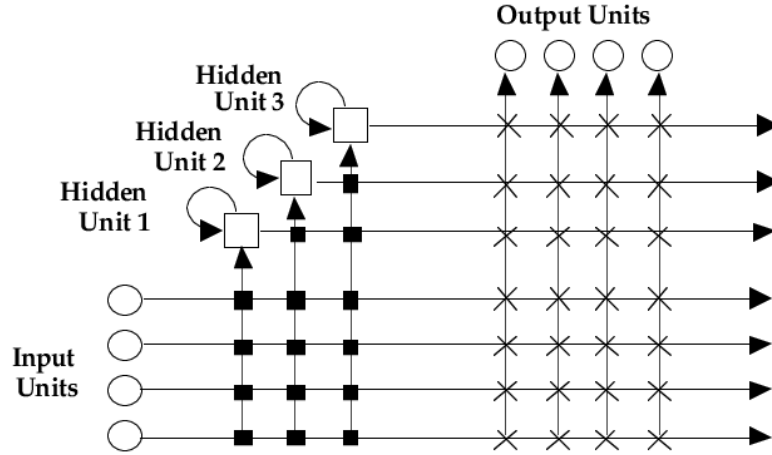 Output Units
Hidden
Unit 3
Hidden
Unit 2
Hidden
Unit 1
Input
Units